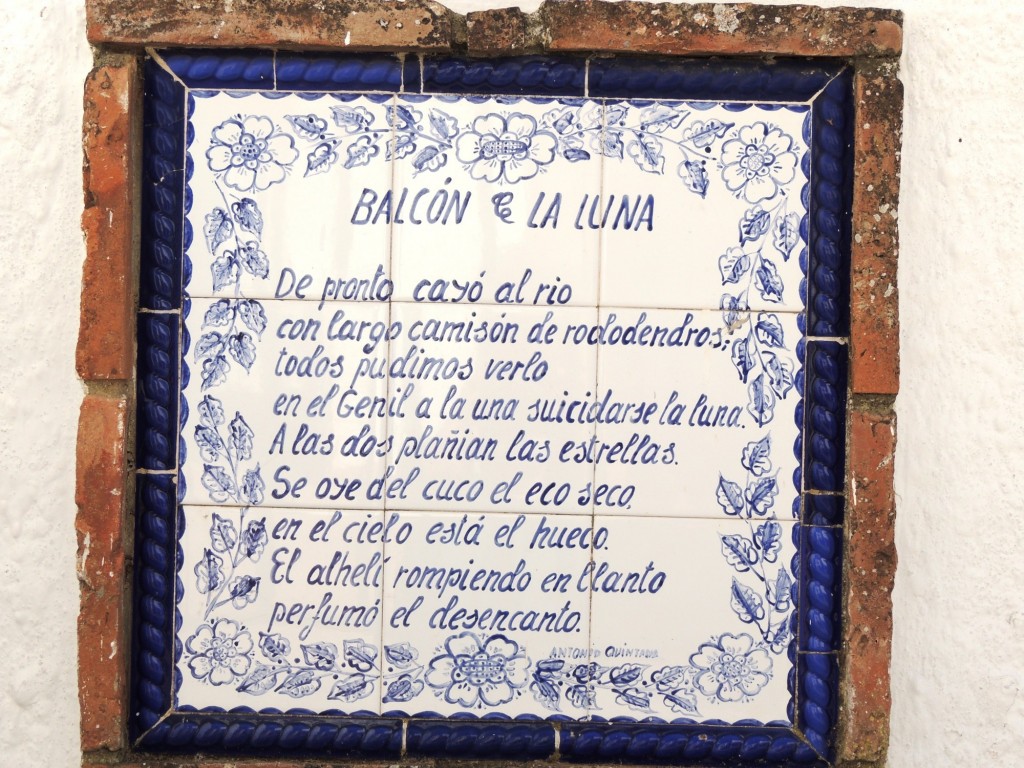 BALCÓN DE LA LUNA
De pronto cayó al rio
con largo camisón de rododendros;
todos pudimos verlo
en el Genil a la una suicidarse la luna.
A las dos plañian las estrellas.
Se oye del cuco el eco seco,
en el cielo está el hueco.
El alhelí rompiendo en llanto
perfumó el desencanto.
ANTONIO QUINTANA